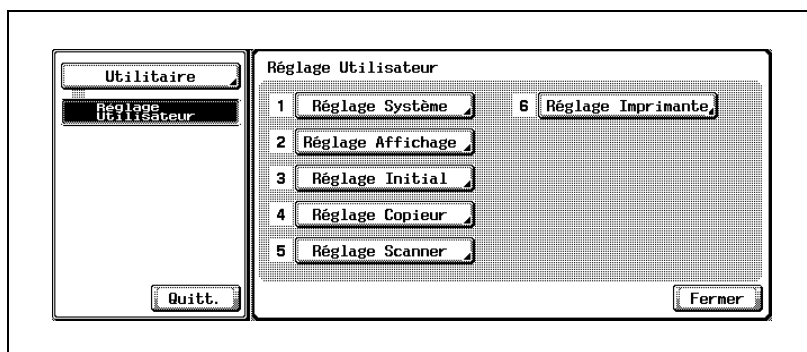 Utilitaire
Réglage
Utilisateur
Quitt.
Réglage Utilisateur
1 Réglage Système
2 Réglage Affichage
3 Réglage Initial
4 Réglage Copieur
5 Réglage Scanner
6 Réglage Imprimante
Fermer